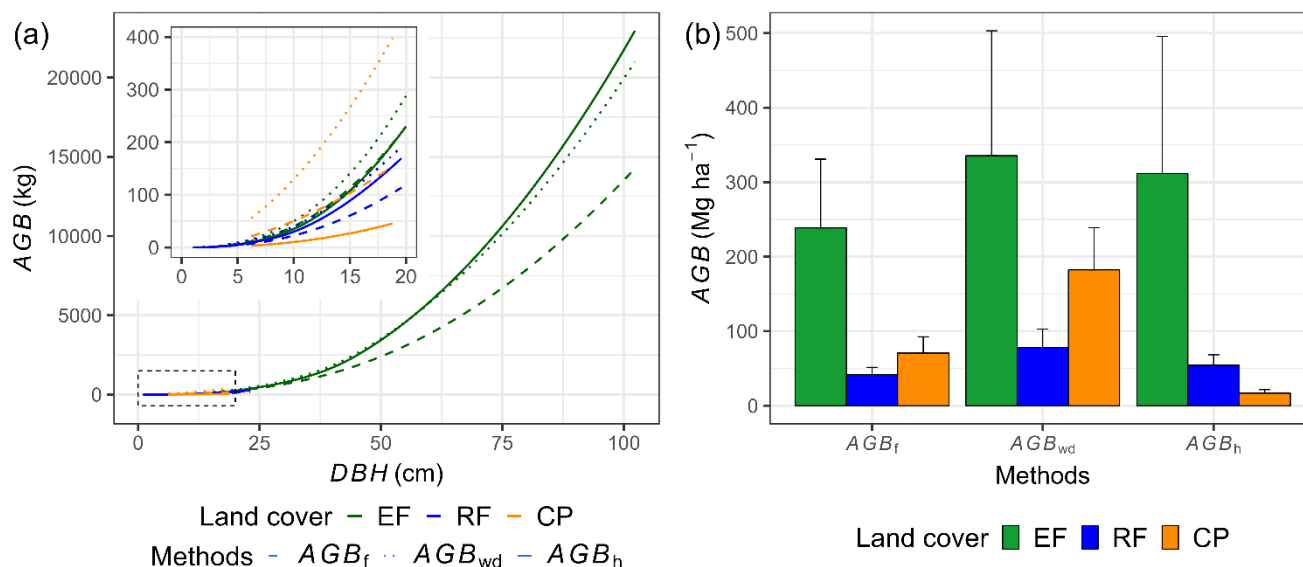 (a)
AGB (kg)
20000
15000
10000
5000
0
400
300
200
100
0
0 5 10 15 20
0 25 50 75 100
DBH (cm)
Land cover EF RF CP
Methods AGBf AGBwd AGBh
(b)
AGB (Mg ha⁻¹)
500
400
300
200
100
0
AGBf AGBwd AGBh
Methods
Land cover EF RF CP